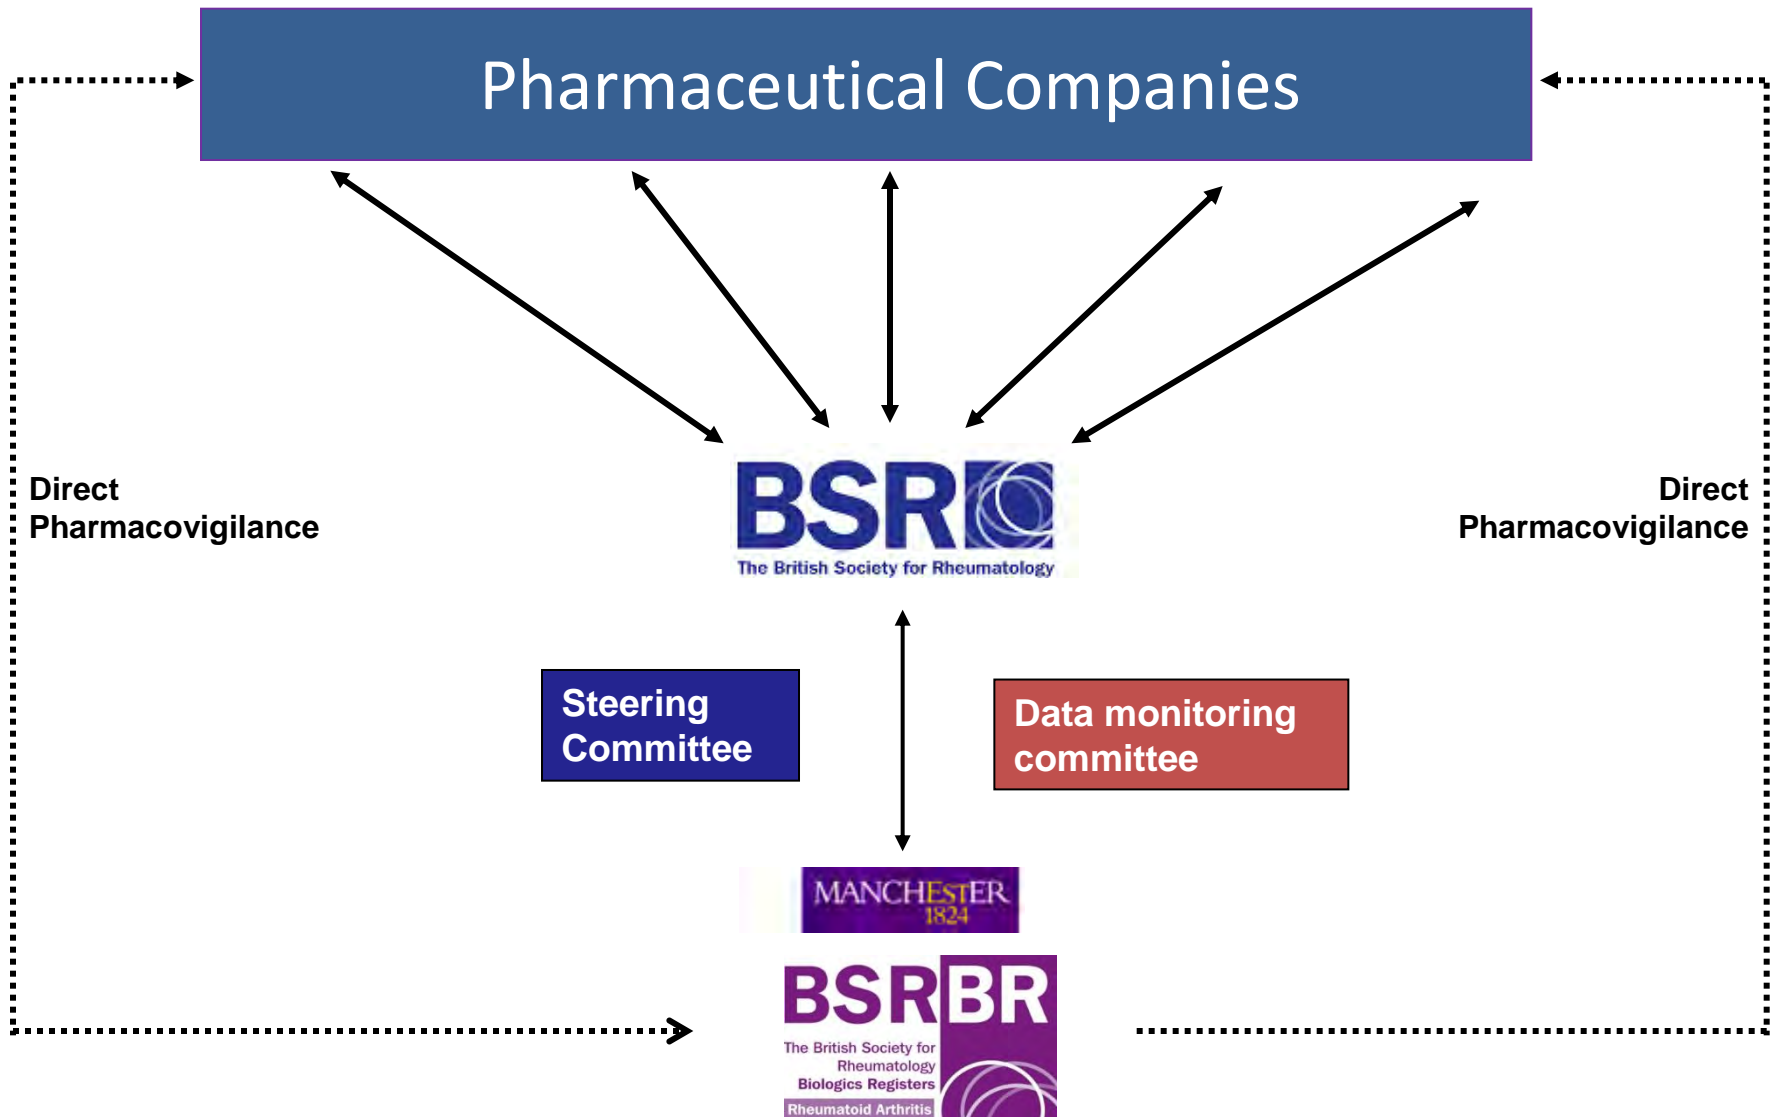 Pharmaceutical Companies
Direct
Pharmacovigilance
Direct
Pharmacovigilance
BSR
The British Society for Rheumatology
Steering
Committee
Data monitoring
committee
MANCHESTER
1824
BSRBR
The British Society for
Rheumatology
Biologics Registers
Rheumatoid Arthritis